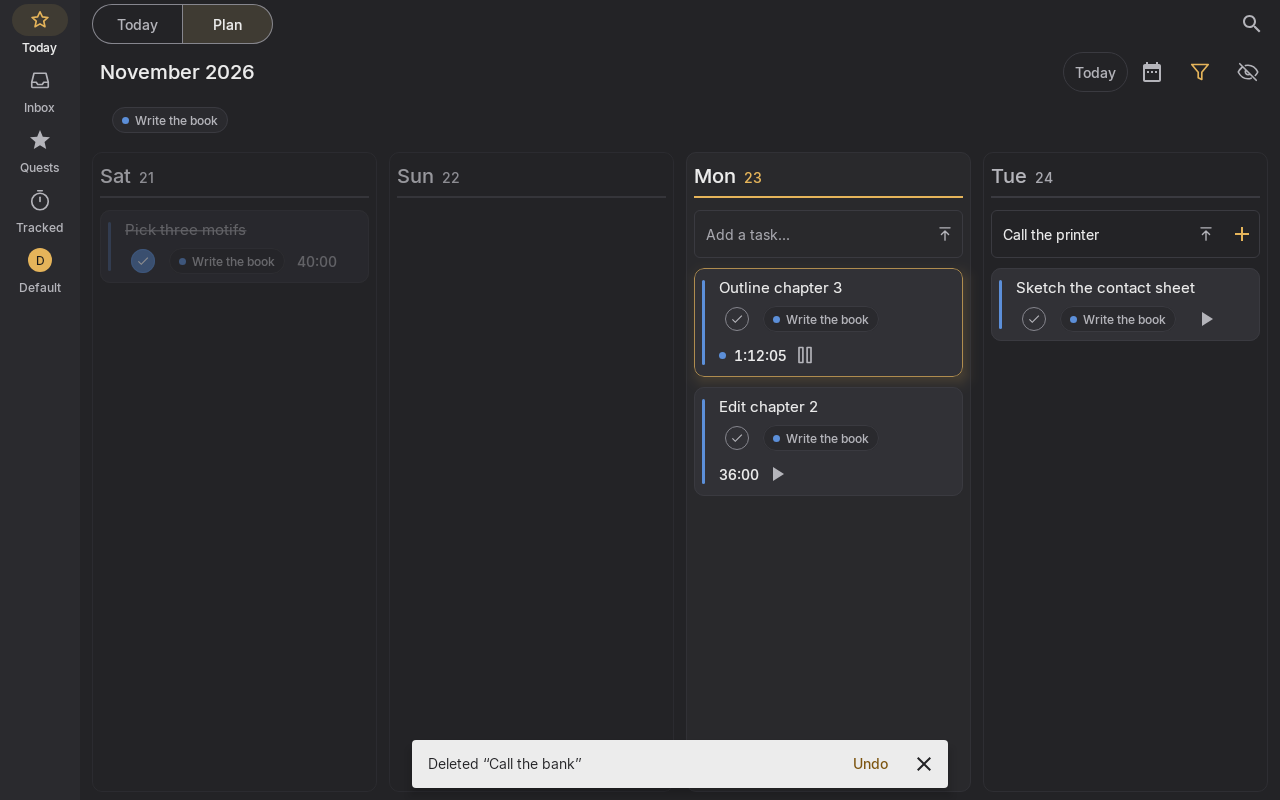 Today
Inbox
Quests
Tracked
D
Default
Today
Plan
November 2026
Today
Write the book
Sat 21
Pick three motifs
Write the book
40:00
Sun 22
Mon 23
Add a task...
Outline chapter 3
Write the book
1:12:05
Edit chapter 2
Write the book
36:00
Tue 24
Call the printer
Sketch the contact sheet
Write the book
Deleted “Call the bank”
Undo